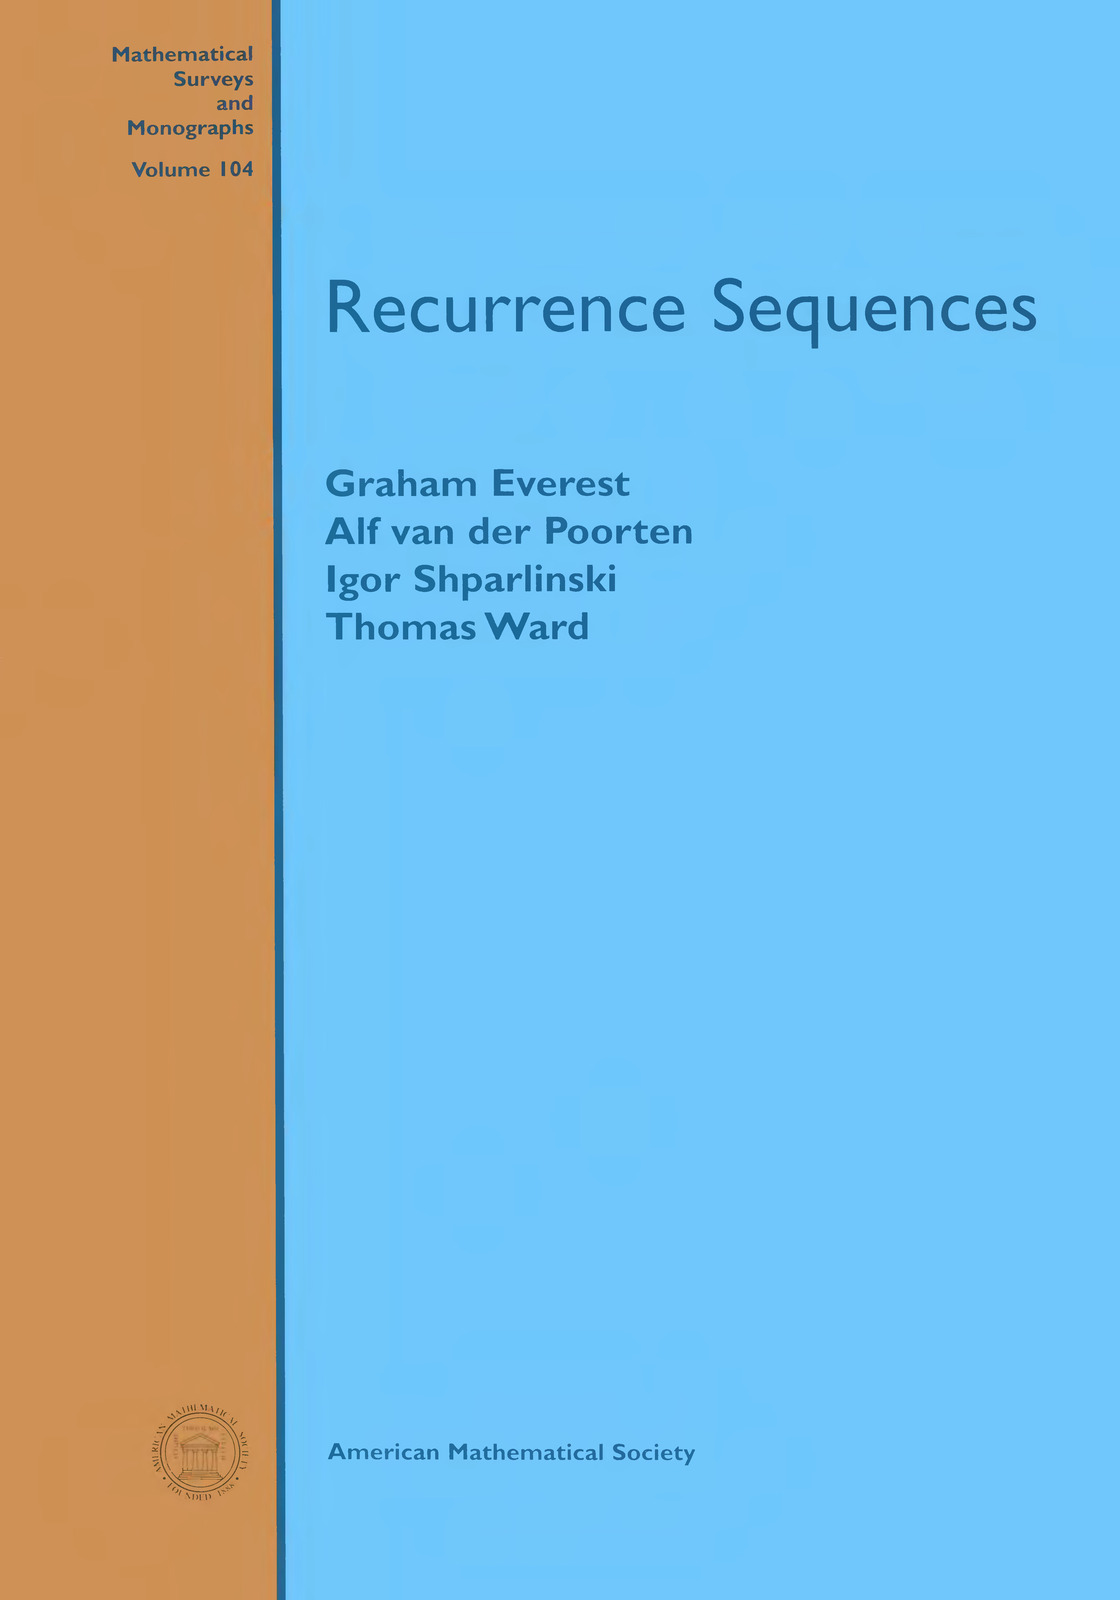 Mathematical
Surveys
and
Monographs
Volume 104
Recurrence Sequences
Graham Everest
Alf van der Poorten
Igor Shparlinski
Thomas Ward
AMERICAN MATHEMATICAL SOCIETY
FOUNDED 1888
American Mathematical Society